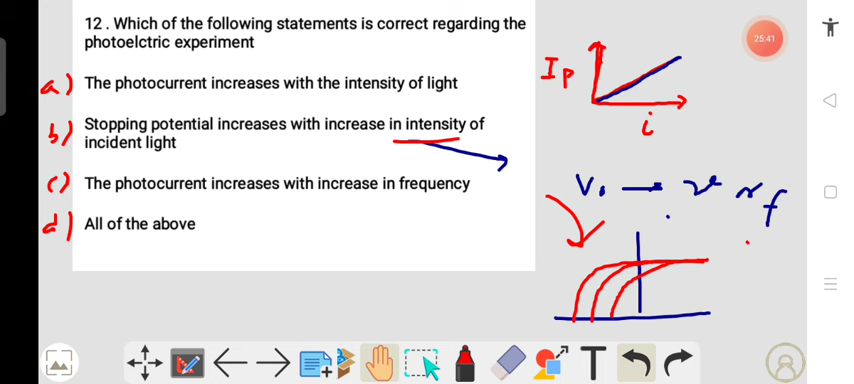 12 . Which of the following statements is correct regarding the
photoelctric experiment
a) The photocurrent increases with the intensity of light
b) Stopping potential increases with increase in intensity of
incident light
c) The photocurrent increases with increase in frequency
d) All of the above
25:41
Ip
i
V₀ → ν ~ f
T